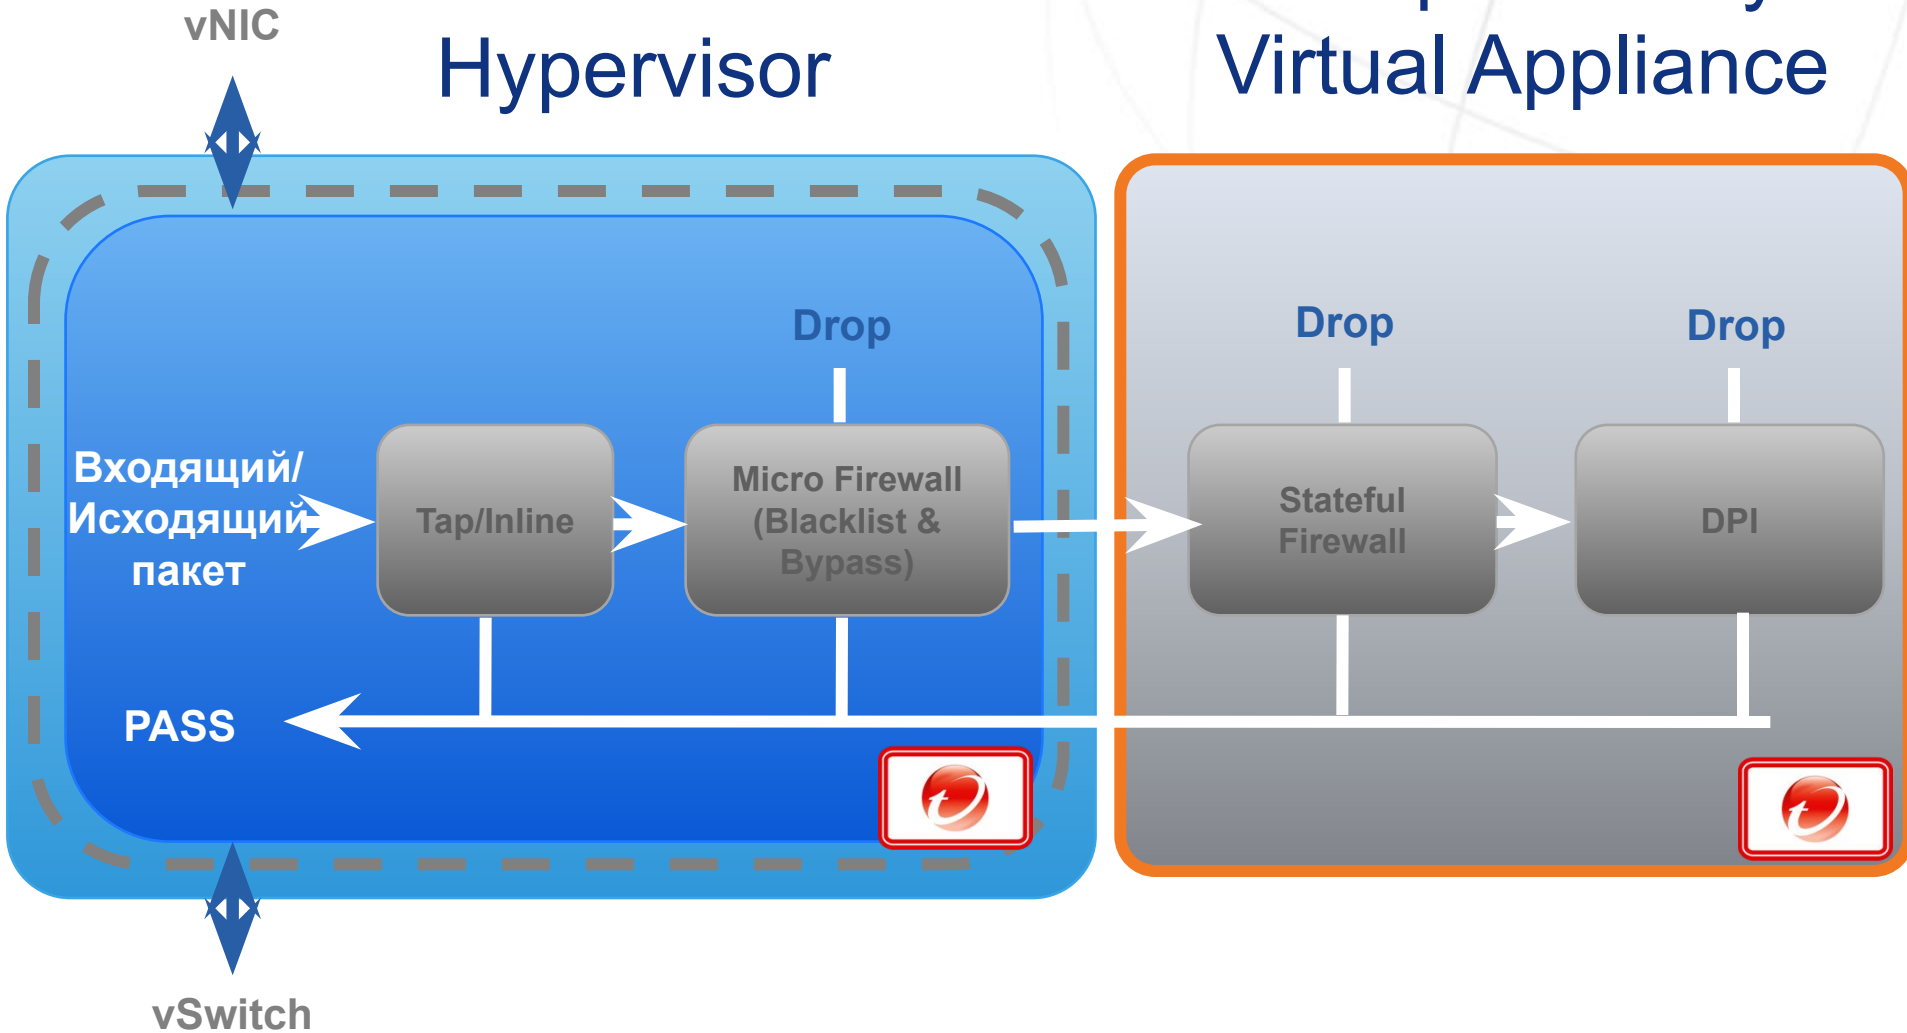 vNIC
Hypervisor
Virtual Appliance
Drop
Drop
Drop
Входящий/
Исходящий
пакет
Tap/Inline
Micro Firewall
(Blacklist &
Bypass)
Stateful
Firewall
DPI
PASS
vSwitch